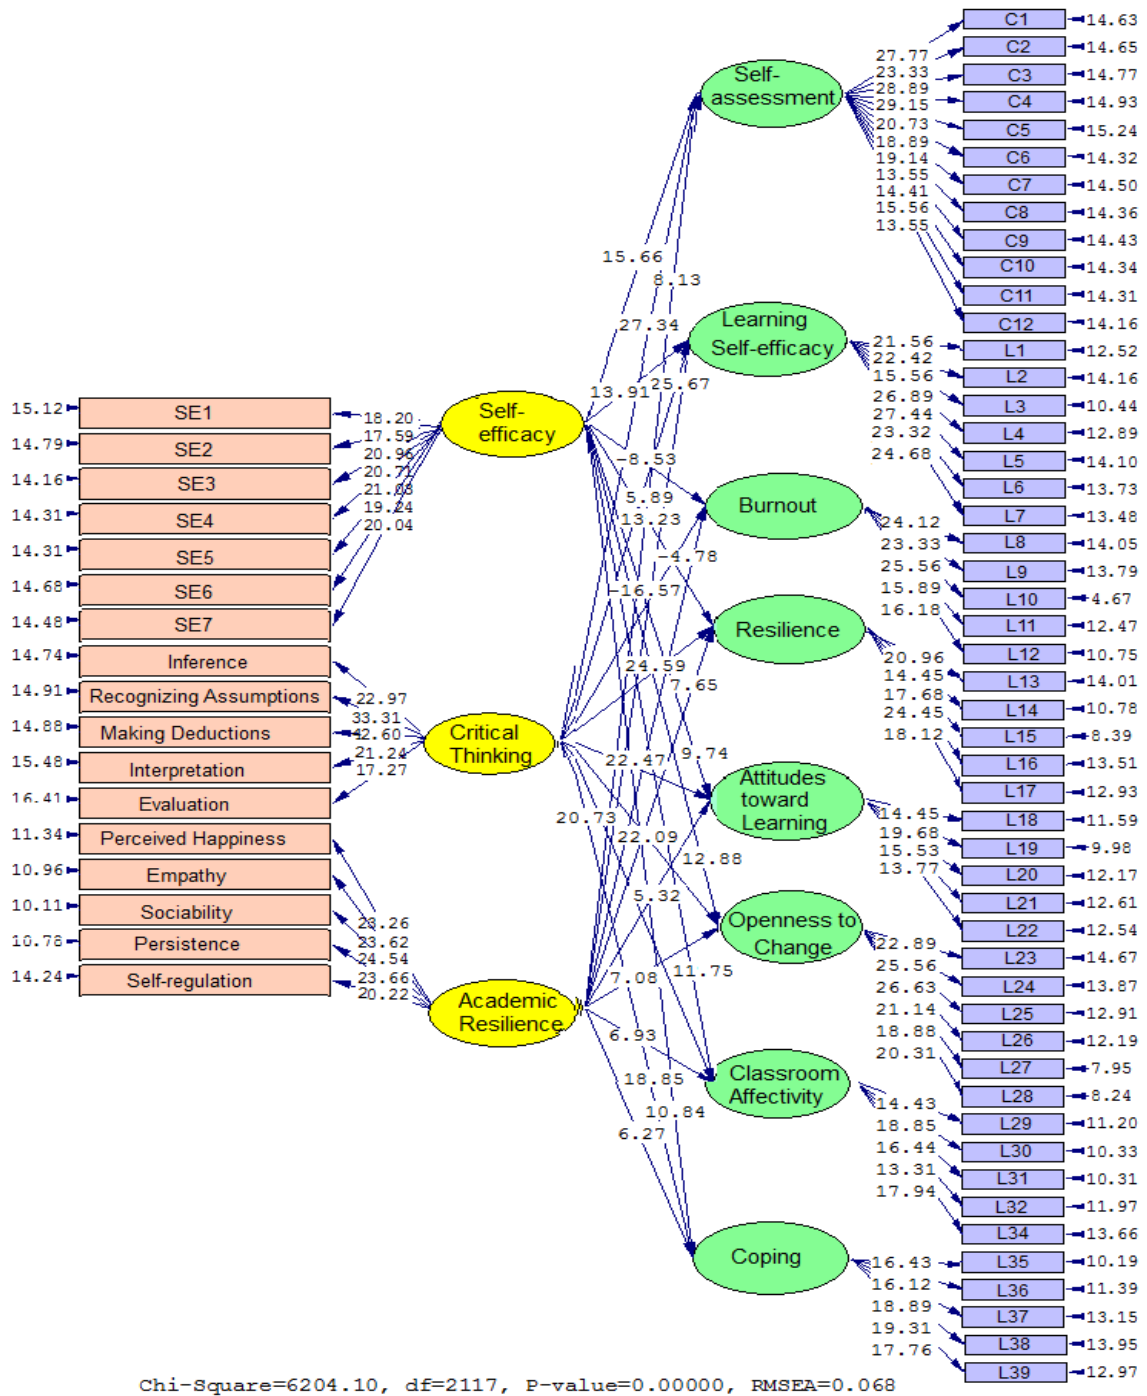 C1
14.63
C2
14.65
C3
14.77
C4
14.93
C5
15.24
C6
14.32
C7
14.50
C8
14.36
C9
14.43
C10
14.34
C11
14.31
C12
14.16
27.77
23.33
28.89
29.15
20.73
18.89
19.14
13.55
14.41
15.56
13.55
Self-
assessment
15.66
8.13
27.34
Learning
Self-efficacy
21.56
22.42
15.56
26.89
27.44
23.32
24.68
L1
12.52
L2
14.16
L3
10.44
L4
12.89
L5
14.10
L6
13.73
L7
13.48
13.91
25.67
15.12
SE1
14.79
SE2
14.16
SE3
14.31
SE4
14.31
SE5
14.68
SE6
14.48
SE7
18.20
17.59
20.96
20.71
21.03
19.24
20.04
Self-
efficacy
-8.53
5.89
13.23
-4.78
-16.57
Burnout
24.12
23.33
25.56
15.89
16.18
L8
14.05
L9
13.79
L10
4.67
L11
12.47
L12
10.75
Resilience
20.96
14.45
17.68
24.45
18.12
L13
14.01
L14
10.78
L15
8.39
L16
13.51
L17
12.93
14.74
Inference
14.91
Recognizing Assumptions
14.88
Making Deductions
15.48
Interpretation
16.41
Evaluation
22.97
33.31
42.60
21.24
17.27
Critical
Thinking
24.59
7.65
9.74
22.47
20.73
22.09
12.88
5.32
Attitudes
toward
Learning
14.45
19.68
15.53
13.77
L18
11.59
L19
9.98
L20
12.17
L21
12.61
L22
12.54
11.34
Perceived Happiness
10.96
Empathy
10.11
Sociability
10.78
Persistence
14.24
Self-regulation
23.26
23.62
24.54
23.66
20.22
Academic
Resilience
7.08
11.75
6.93
18.85
10.84
6.27
Openness to
Change
22.89
25.56
26.63
21.14
18.88
20.31
L23
14.67
L24
13.87
L25
12.91
L26
12.19
L27
7.95
L28
8.24
Classroom
Affectivity
14.43
18.85
16.44
13.31
17.94
L29
11.20
L30
10.33
L31
10.31
L32
11.97
L34
13.66
Coping
16.43
16.12
18.89
19.31
17.76
L35
10.19
L36
11.39
L37
13.15
L38
13.95
L39
12.97
Chi-Square=6204.10, df=2117, P-value=0.00000, RMSEA=0.068